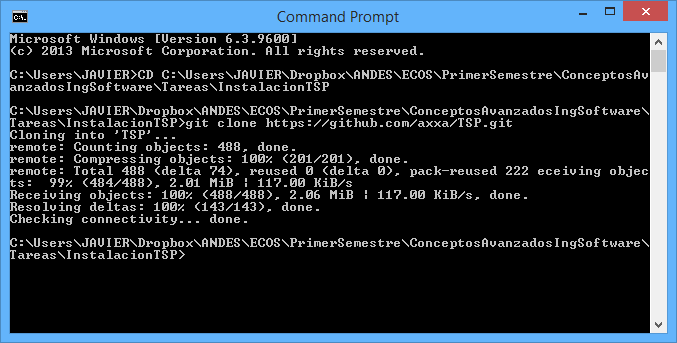 Command Prompt
Microsoft Windows [Version 6.3.9600]
(c) 2013 Microsoft Corporation. All rights reserved.
C:\Users\JAVIER>CD C:\Users\JAVIER\Dropbox\ANDES\ECOS\PrimerSemestre\ConceptosAv
anzadosIngSoftware\Tareas\InstalacionTSP
C:\Users\JAVIER\Dropbox\ANDES\ECOS\PrimerSemestre\ConceptosAvanzadosIngSoftware\
Tareas\InstalacionTSP>git clone https://github.com/axxa/TSP.git
Cloning into 'TSP'...
remote: Counting objects: 488, done.
remote: Compressing objects: 100% (201/201), done.
remote: Total 488 (delta 74), reused 0 (delta 0), pack-reused 222 eceiving objec
ts:  99% (484/488), 2.01 MiB ¦ 117.00 KiB/s
Receiving objects: 100% (488/488), 2.06 MiB ¦ 117.00 KiB/s, done.
Resolving deltas: 100% (143/143), done.
Checking connectivity... done.
C:\Users\JAVIER\Dropbox\ANDES\ECOS\PrimerSemestre\ConceptosAvanzadosIngSoftware\
Tareas\InstalacionTSP>